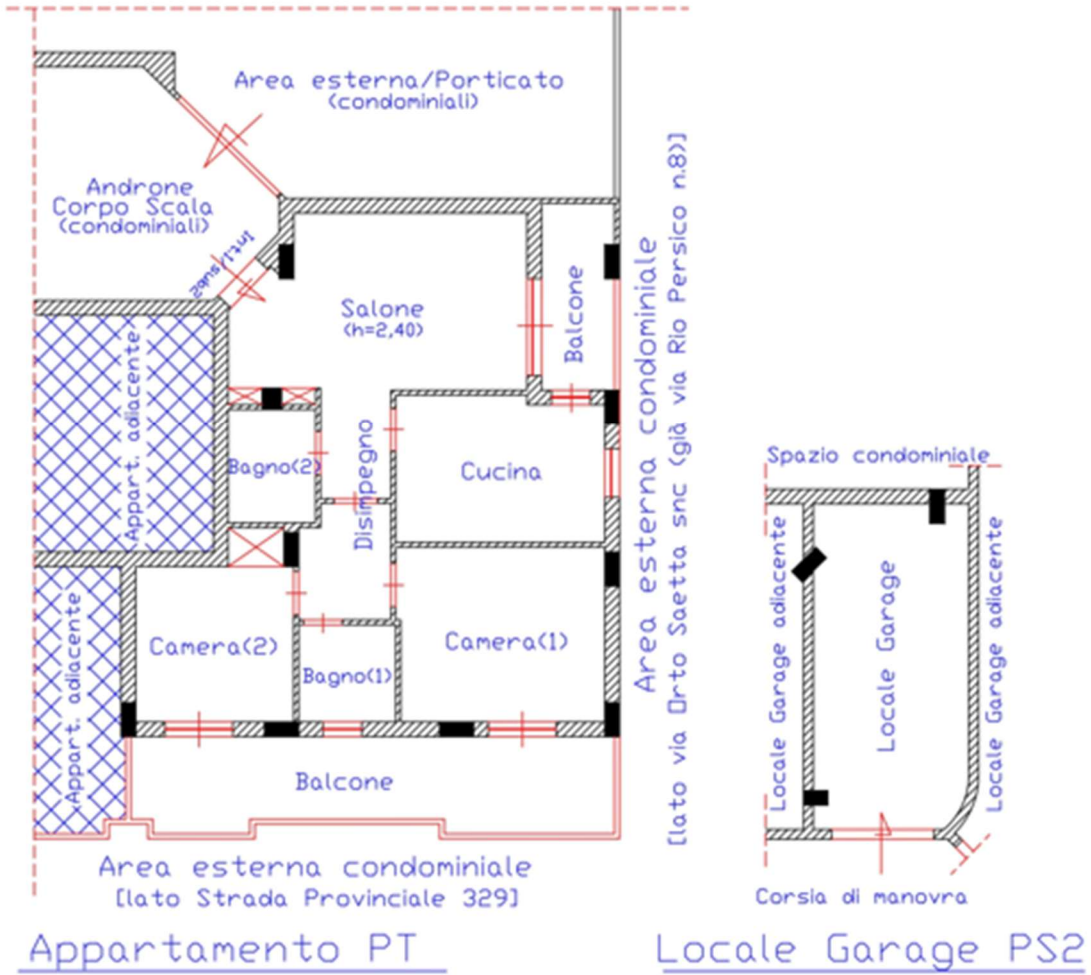 Area esterna/Porticato
(condominiali)
Androne
Corpo Scala
(condominiali)
Int.1/sub2
Salone
(h=2,40)
Balcone
Appart. adiacente
Bagno(2)
Disimpegno
Cucina
Camera(2)
Bagno(1)
Camera(1)
Appart. adiacente
Balcone
Area esterna condominiale
[lato via Orto Saetta snc (già via Rio Persico n.8)]
Area esterna condominiale
[lato Strada Provinciale 329]
Appartamento PT
Spazio condominiale
Locale Garage adiacente
Locale Garage
Locale Garage adiacente
Corsia di manovra
Locale Garage PS2